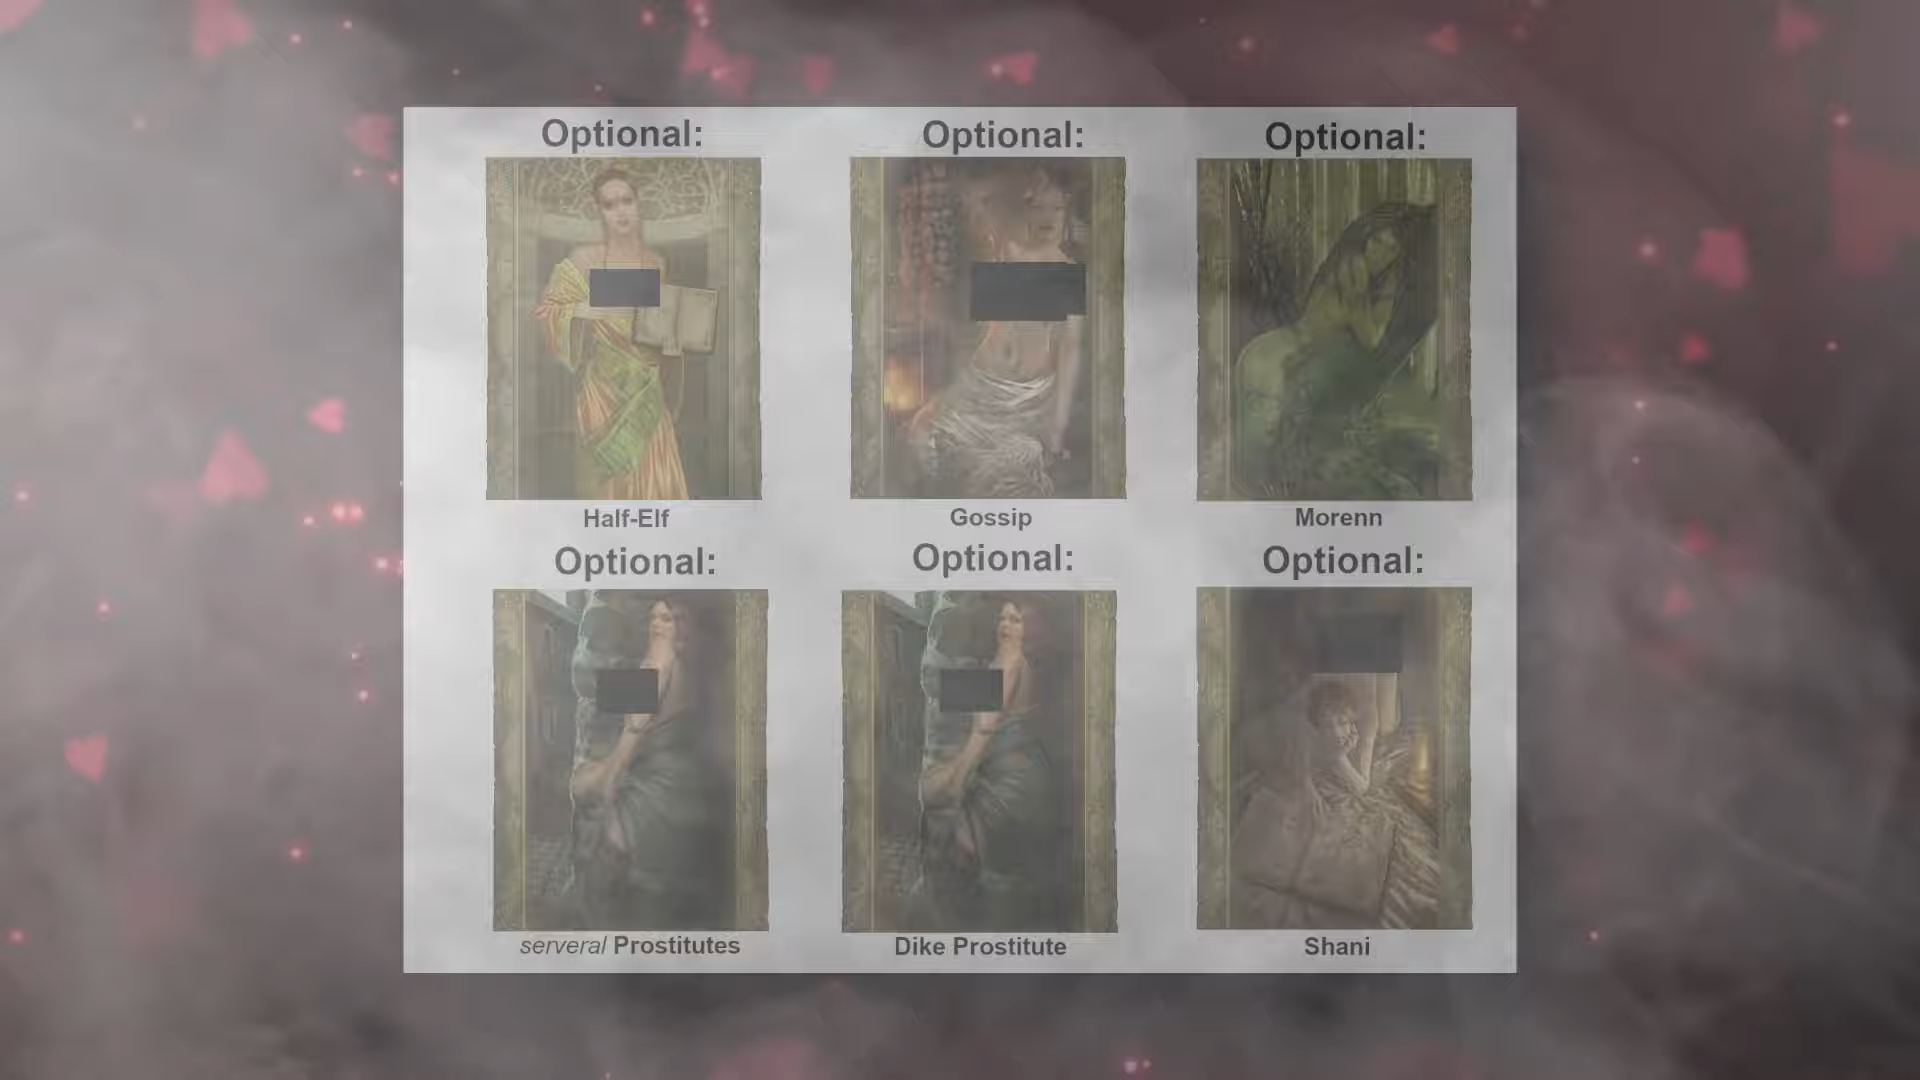 Optional:
Optional:
Optional:
Half-Elf
Gossip
Morenn
Optional:
Optional:
Optional:
serveral Prostitutes
Dike Prostitute
Shani